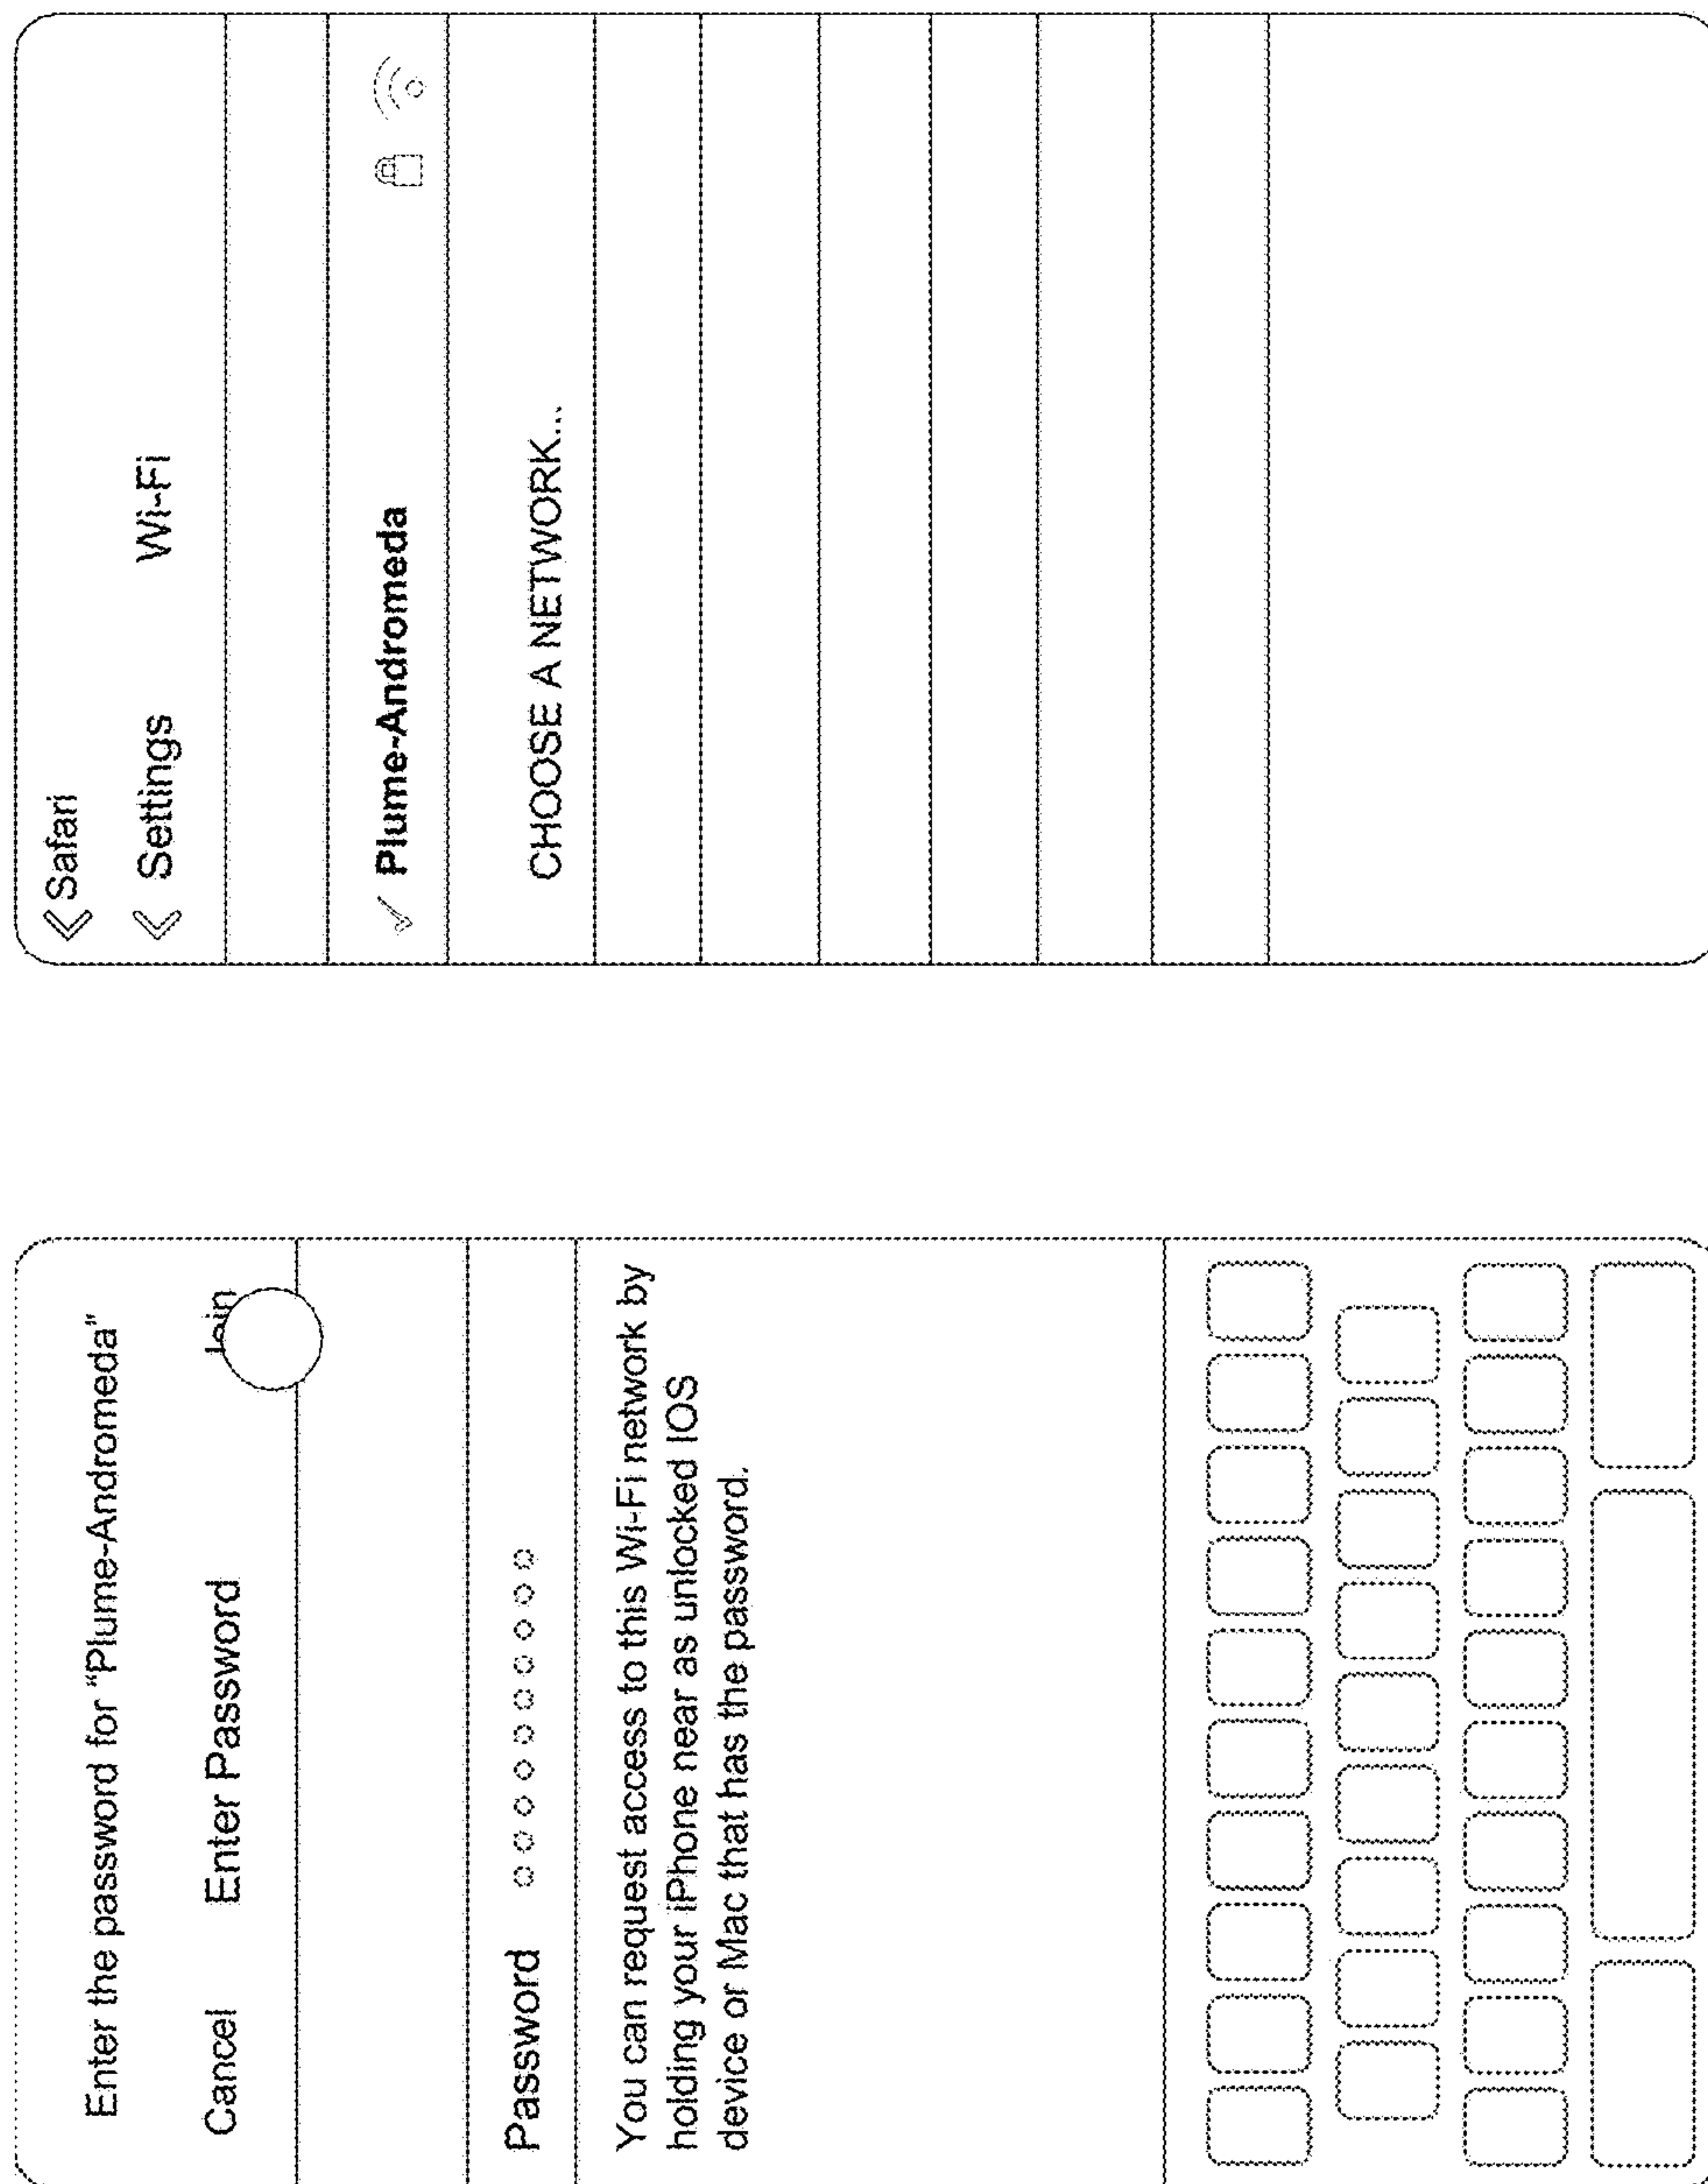 Enter the password for “Plume-Andromeda”
Cancel Enter Password Join
Password
You can request access to this Wi-Fi network by
holding your iPhone near as unlocked IOS
device or Mac that has the password.
Safari
Settings Wi-Fi
Plume-Andromeda
CHOOSE A NETWORK...